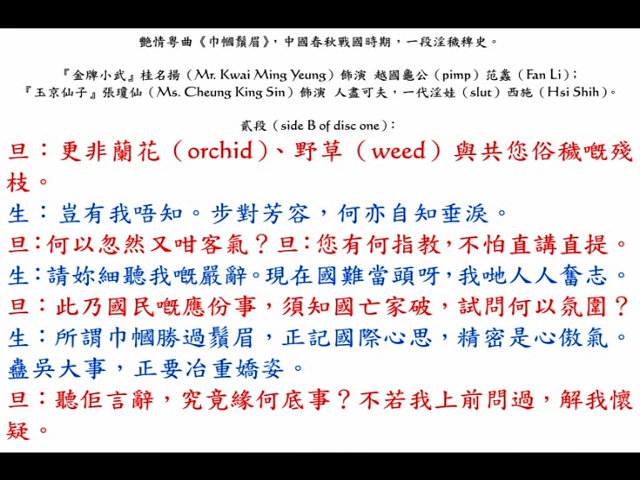 艷情粵曲《巾幗鬚眉》，中國春秋戰國時期，一段淫穢稗史。
『金牌小武』桂名揚（Mr. Kwai Ming Yeung）飾演 越國龜公（pimp）范蠡（Fan Li）；
『玉京仙子』張瓊仙（Ms. Cheung King Sin）飾演 人盡可夫，一代淫娃（slut）西施（Hsi Shih）。
貳段（side B of disc one）：
旦：更非蘭花（orchid）、野草（weed）與共您俗穢嘅殘
枝。
生：豈有我唔知。步對芳容，何亦自知垂淚。
旦：何以忽然又咁客氣？旦：您有何指教，不怕直講直提。
生：請妳細聽我嘅嚴辭。現在國難當頭呀，我哋人人奮志。
旦：此乃國民嘅應份事，須知國亡家破，試問何以氛圍？
生：所謂巾幗勝過鬚眉，正記國際心思，精密是心傲氣。
蠱吳大事，正要冶重嬌姿。
旦：聽佢言辭，究竟緣何底事？不若我上前問過，解我懷
疑。